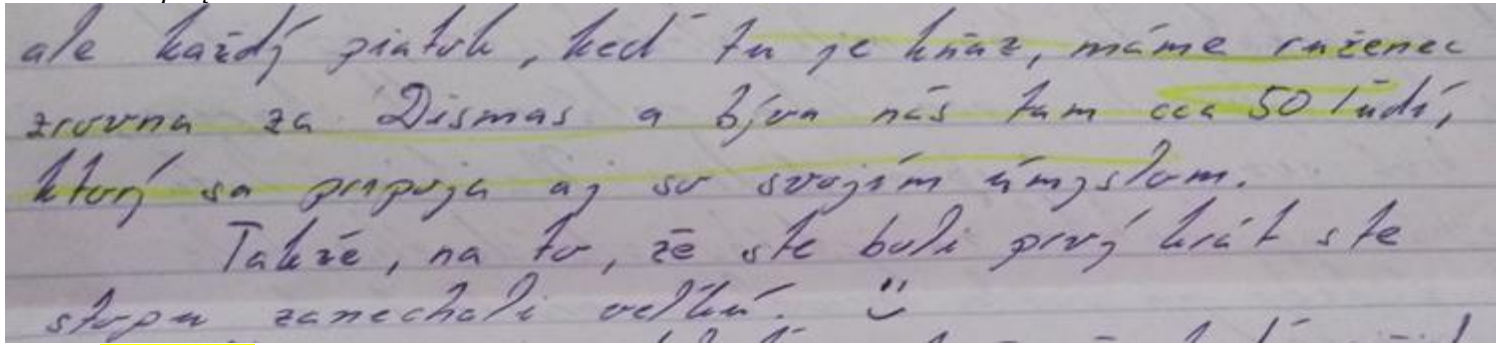 ale každý piatok, keď tu je kňaz, máme ruženec
zrovna za Dismas a býva nás tam cca 50 ľudí,
ktorý sa pripoja aj so svojím úmyslom.
Takže, na to, že ste boli prvý krát ste
stopu zanechali veľkú. ⍨